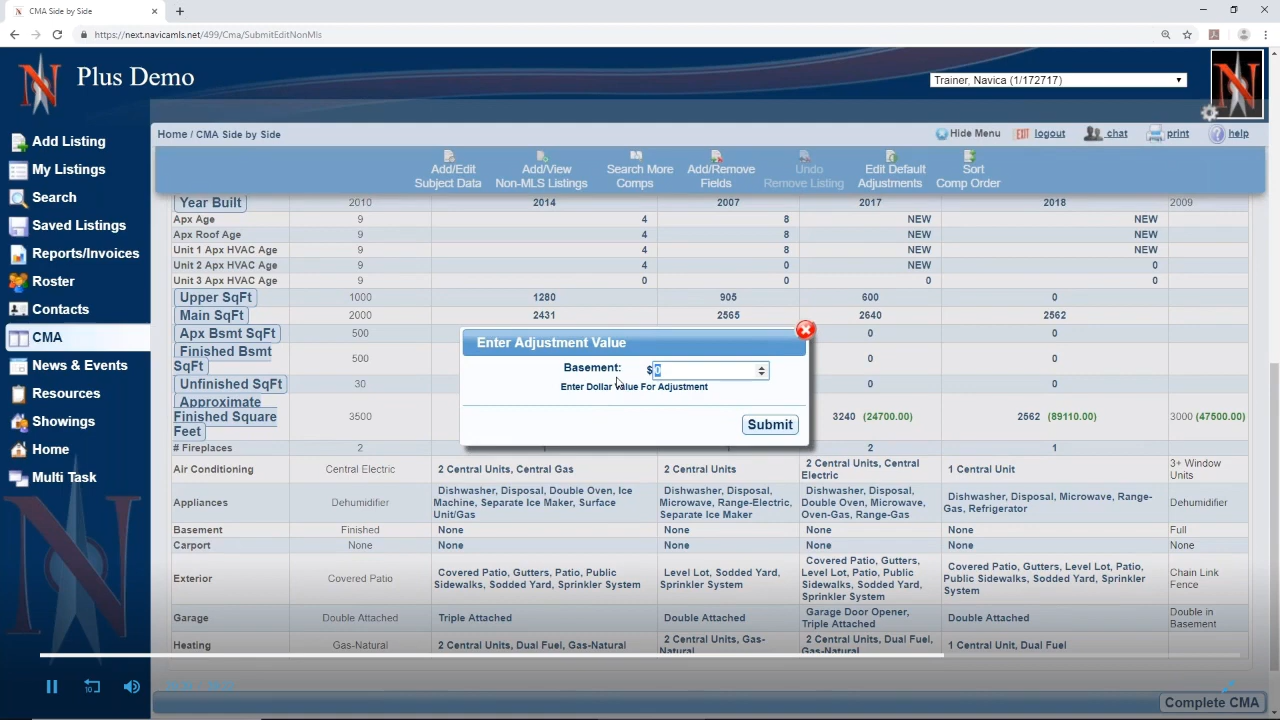 CMA Side by Side
https://next.navicamls.net/499/Cma/SubmitEditNonMls
Plus Demo
Trainer, Navica (1/172717)
Home / CMA Side by Side
Hide Menu
EXIT logout
chat
print
help
Add/Edit Subject Data
Add/View Non-MLS Listings
Search More Comps
Add/Remove Fields
Undo Remove Listing
Edit Default Adjustments
Sort Comp Order
Add Listing
My Listings
Search
Saved Listings
Reports/Invoices
Roster
Contacts
CMA
News & Events
Resources
Showings
Home
Multi Task
Year Built 2010 2014 2007 2017 2018 2009
Apx Age 9 4 8 NEW NEW
Apx Roof Age 9 4 8 NEW NEW
Unit 1 Apx HVAC Age 9 4 8 NEW NEW
Unit 2 Apx HVAC Age 9 4 0 NEW 0
Unit 3 Apx HVAC Age 9 0 0 0 0
Upper SqFt 1000 1280 905 600 0
Main SqFt 2000 2431 2565 2640 2562
Apx Bsmt SqFt 500 0 0
Finished Bsmt SqFt 500 0 0
Unfinished SqFt 30 0 0
Approximate Finished Square Feet 3500 3240 (24700.00) 2562 (89110.00) 3000 (47500.00)
# Fireplaces 2 2 1
Enter Adjustment Value
Basement: $0
Enter Dollar Value For Adjustment
Submit
Air Conditioning Central Electric 2 Central Units, Central Gas 2 Central Units 2 Central Units, Central Electric 1 Central Unit 3+ Window Units
Appliances Dehumidifier Dishwasher, Disposal, Double Oven, Ice Machine, Separate Ice Maker, Surface Unit/Gas Dishwasher, Disposal, Microwave, Range-Electric, Separate Ice Maker Dishwasher, Disposal, Double Oven, Microwave, Oven-Gas, Range-Gas Dishwasher, Disposal, Microwave, Range-Gas, Refrigerator Dehumidifier
Basement Finished None None None None Full
Carport None None None None None None
Exterior Covered Patio Covered Patio, Gutters, Patio, Public Sidewalks, Sodded Yard, Sprinkler System Level Lot, Sodded Yard, Sprinkler System Covered Patio, Gutters, Level Lot, Patio, Public Sidewalks, Sodded Yard, Sprinkler System Covered Patio, Gutters, Level Lot, Patio, Public Sidewalks, Sodded Yard, Sprinkler System Chain Link Fence
Garage Double Attached Triple Attached Double Attached Garage Door Opener, Triple Attached Double Attached Double in Basement
Heating Gas-Natural 2 Central Units, Dual Fuel, Gas-Natural 2 Central Units, Gas-Natural 2 Central Units, Dual Fuel, Gas-Natural 1 Central Unit, Dual Fuel
10
Complete CMA